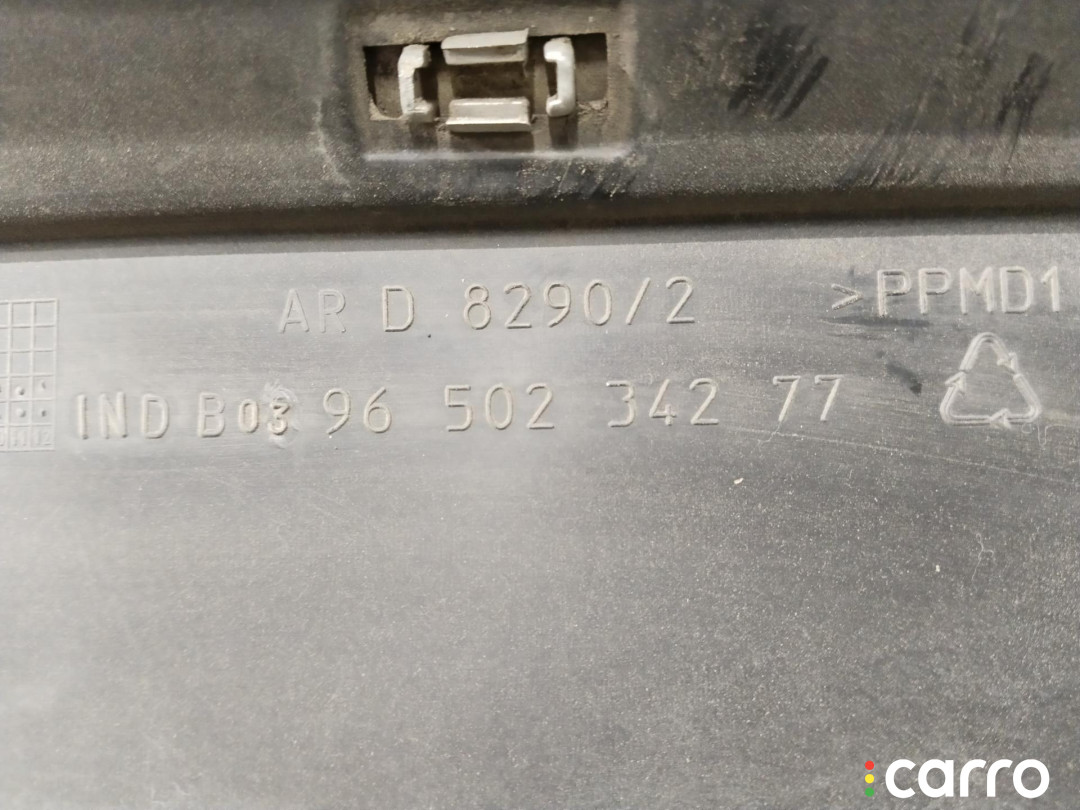 AR D 8290/2 >PPMD1
IND B03 96 502 342 77
carro